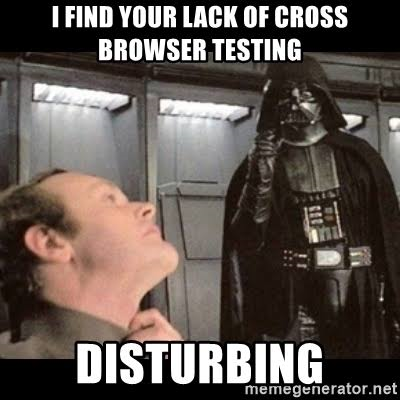 I FIND YOUR LACK OF CROSS
BROWSER TESTING
DISTURBING
memegenerator.net